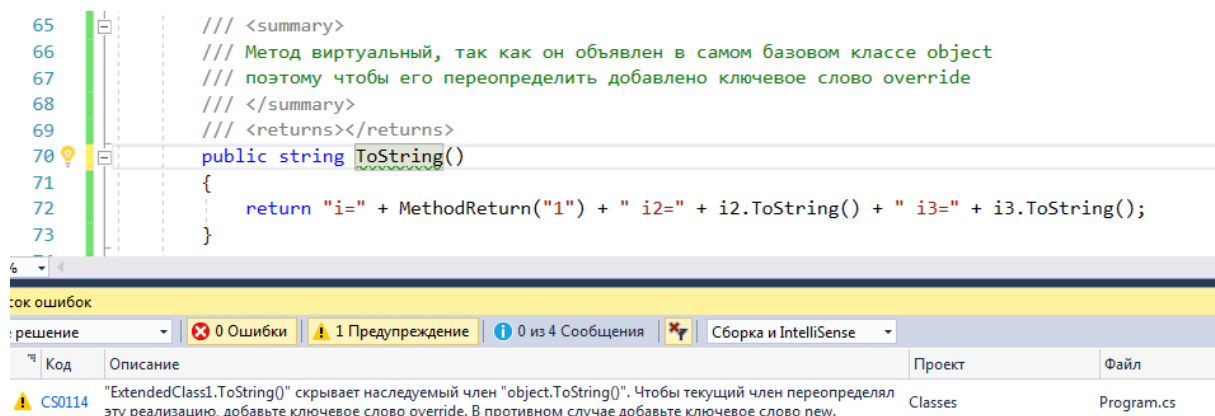 65 /// <summary>
66 /// Метод виртуальный, так как он объявлен в самом базовом классе object
67 /// поэтому чтобы его переопределить добавлено ключевое слово override
68 /// </summary>
69 /// <returns></returns>
70 public string ToString()
71 {
72 return "i=" + MethodReturn("1") + " i2=" + i2.ToString() + " i3=" + i3.ToString();
73 }
%
сок ошибок
решение 0 Ошибки 1 Предупреждение 0 из 4 Сообщения Сборка и IntelliSense
Код Описание Проект Файл
CS0114 "ExtendedClass1.ToString()" скрывает наследуемый член "object.ToString()". Чтобы текущий член переопределял
эту реализацию, добавьте ключевое слово override. В противном случае добавьте ключевое слово new. Classes Program.cs